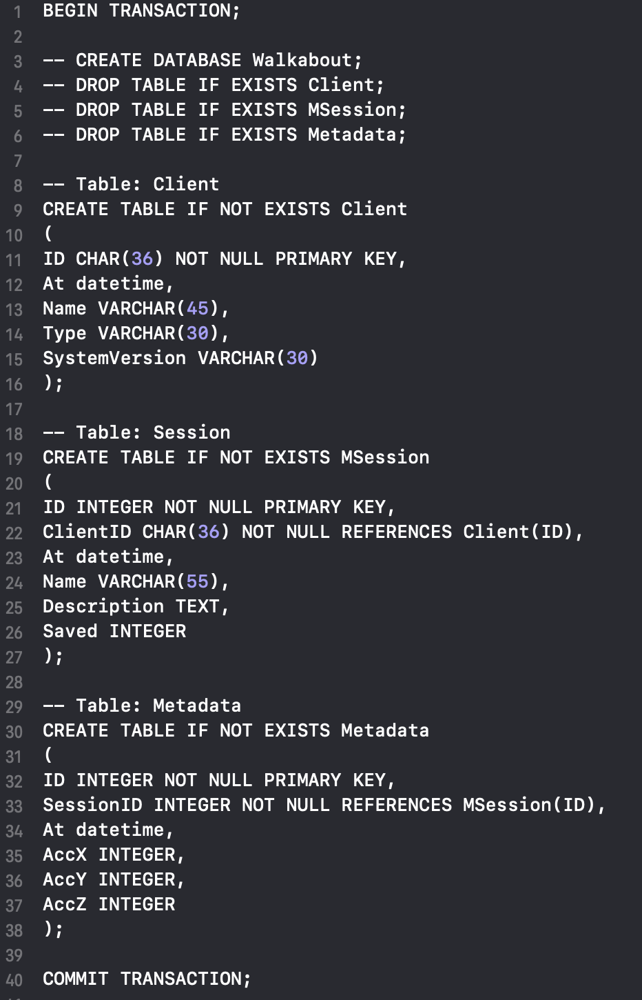 1 BEGIN TRANSACTION;
2
3 -- CREATE DATABASE Walkabout;
4 -- DROP TABLE IF EXISTS Client;
5 -- DROP TABLE IF EXISTS MSession;
6 -- DROP TABLE IF EXISTS Metadata;
7
8 -- Table: Client
9 CREATE TABLE IF NOT EXISTS Client
10 (
11 ID CHAR(36) NOT NULL PRIMARY KEY,
12 At datetime,
13 Name VARCHAR(45),
14 Type VARCHAR(30),
15 SystemVersion VARCHAR(30)
16 );
17
18 -- Table: Session
19 CREATE TABLE IF NOT EXISTS MSession
20 (
21 ID INTEGER NOT NULL PRIMARY KEY,
22 ClientID CHAR(36) NOT NULL REFERENCES Client(ID),
23 At datetime,
24 Name VARCHAR(55),
25 Description TEXT,
26 Saved INTEGER
27 );
28
29 -- Table: Metadata
30 CREATE TABLE IF NOT EXISTS Metadata
31 (
32 ID INTEGER NOT NULL PRIMARY KEY,
33 SessionID INTEGER NOT NULL REFERENCES MSession(ID),
34 At datetime,
35 AccX INTEGER,
36 AccY INTEGER,
37 AccZ INTEGER
38 );
39
40 COMMIT TRANSACTION;